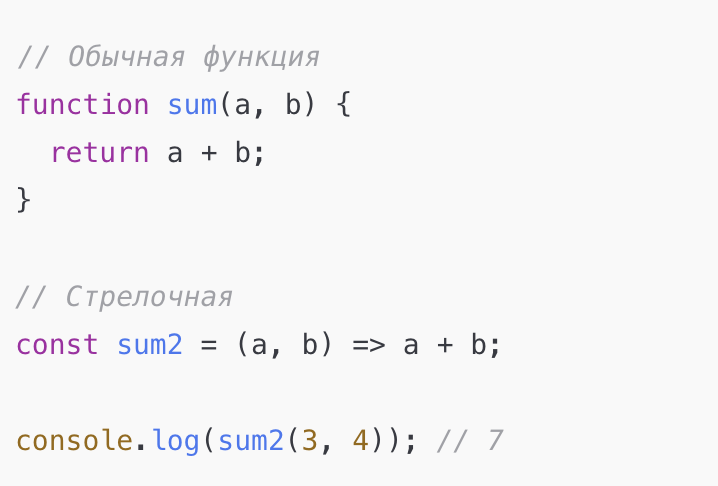 // Обычная функция
function sum(a, b) {
  return a + b;
}

// Стрелочная
const sum2 = (a, b) => a + b;

console.log(sum2(3, 4)); // 7